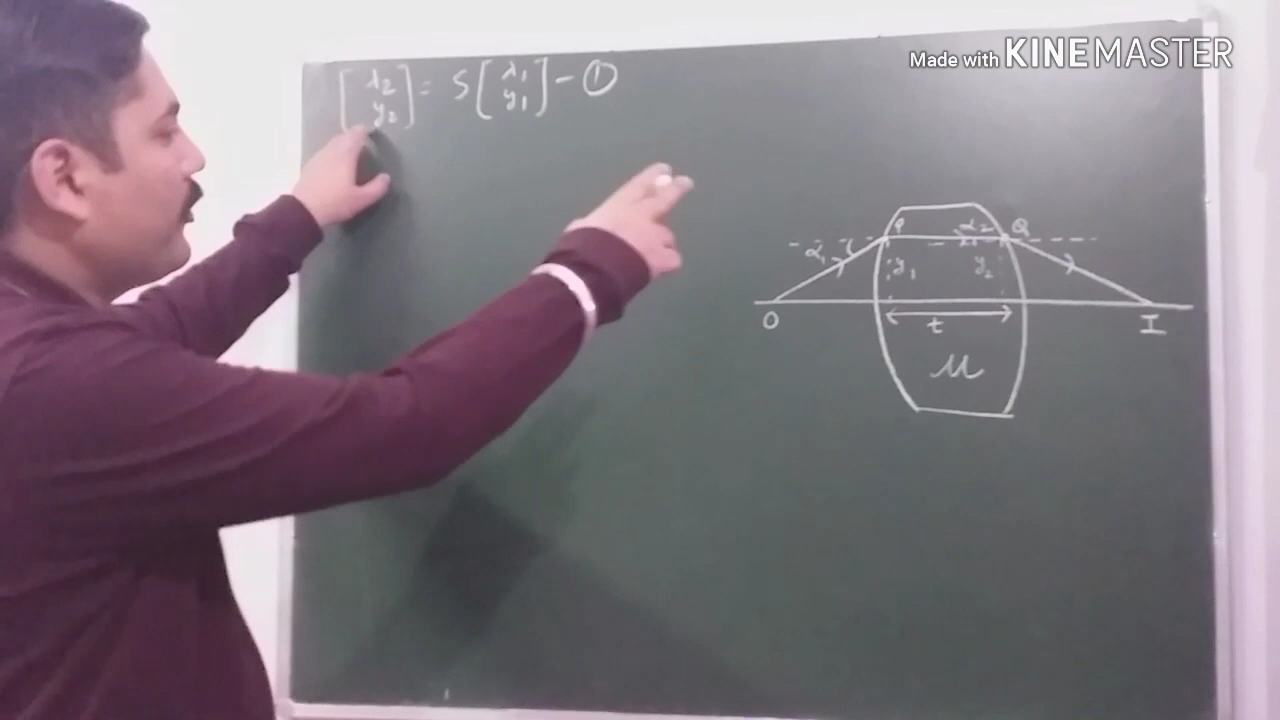 Made with KINEMASTER
[λ2 y2] = S [λ1 y1] - ①
P α2 Q
α1
y1 y2
O t I
μ